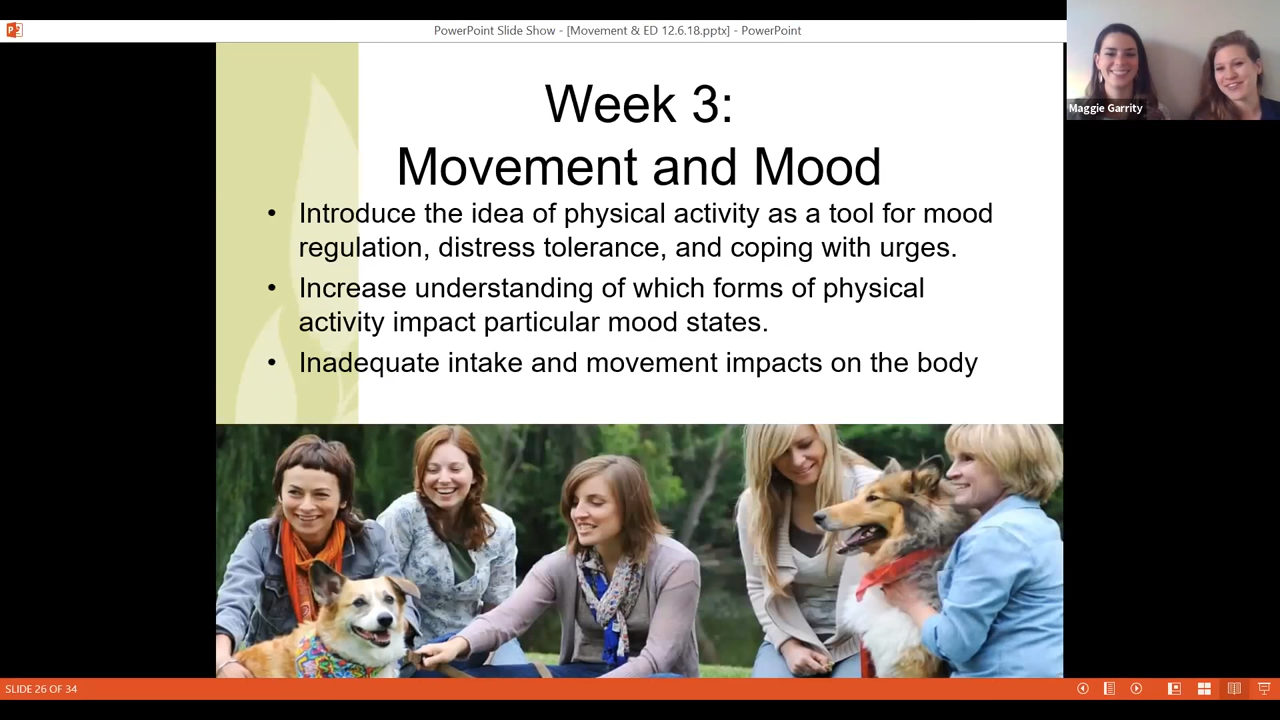 PowerPoint Slide Show - [Movement & ED 12.6.18.pptx] - PowerPoint
Maggie Garrity
Week 3:
Movement and Mood
• Introduce the idea of physical activity as a tool for mood
regulation, distress tolerance, and coping with urges.
• Increase understanding of which forms of physical
activity impact particular mood states.
• Inadequate intake and movement impacts on the body
SLIDE 26 OF 34